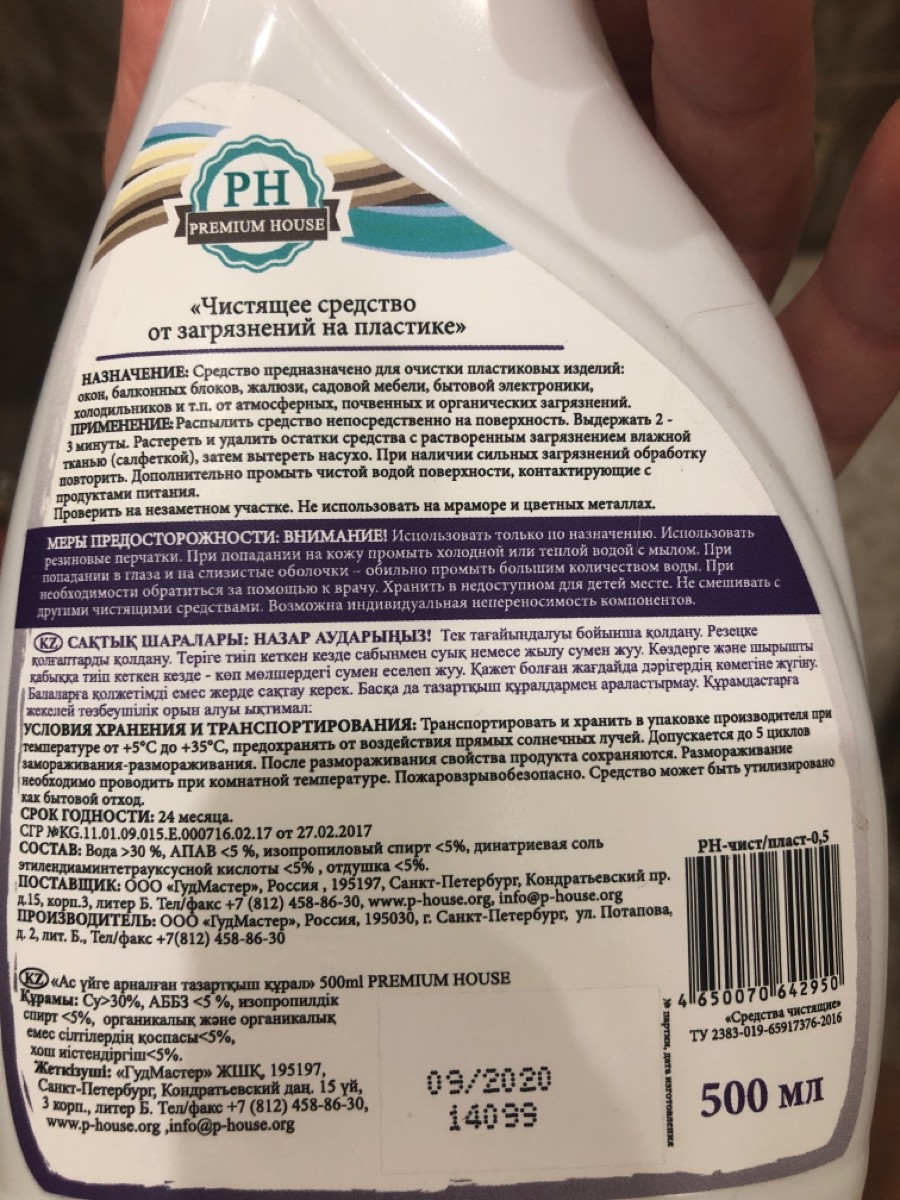 PH
PREMIUM HOUSE
«Чистящее средство
от загрязнений на пластике»
НАЗНАЧЕНИЕ: Средство предназначено для очистки пластиковых изделий:
окон, балконных блоков, жалюзи, садовой мебели, бытовой электроники,
холодильников и т.п. от атмосферных, почвенных и органических загрязнений.
ПРИМЕНЕНИЕ: Распылить средство непосредственно на поверхность. Выдержать 2 -
3 минуты. Растереть и удалить остатки средства с растворенным загрязнением влажной
тканью (салфеткой), затем вытереть насухо. При наличии сильных загрязнений обработку
повторить. Дополнительно промыть чистой водой поверхности, контактирующие с
продуктами питания.
Проверить на незаметном участке. Не использовать на мраморе и цветных металлах.
МЕРЫ ПРЕДОСТОРОЖНОСТИ: ВНИМАНИЕ! Использовать только по назначению. Использовать
резиновые перчатки. При попадании на кожу промыть холодной или теплой водой с мылом. При
попадании в глаза и на слизистые оболочки – обильно промыть большим количеством воды. При
необходимости обратиться за помощью к врачу. Хранить в недоступном для детей месте. Не смешивать с
другими чистящими средствами. Возможна индивидуальная непереносимость компонентов.
KZ САҚТЫҚ ШАРАЛАРЫ: НАЗАР АУДАРЫҢЫЗ! Тек тағайындалуы бойынша қолдану. Резеңке
қолғаптарды қолдану. Теріге тиіп кеткен кезде сабынмен суық немесе жылу сумен жуу. Көздерге және шырышты
қабыққа тиіп кеткен кезде - көп мөлшердегі сумен еселеп жуу. Қажет болған жағдайда дәрігердің көмегіне жүгіну.
Балаларға қолжетімді емес жерде сақтау керек. Басқа да тазартқыш құралдармен араластырмау. Құрамдастарға
жекелей төзбеушілік орын алуы ықтимал:
УСЛОВИЯ ХРАНЕНИЯ И ТРАНСПОРТИРОВАНИЯ: Транспортировать и хранить в упаковке производителя при
температуре от +5°С до +35°С, предохранять от воздействия прямых солнечных лучей. Допускается до 5 циклов
замораживания-размораживания. После размораживания свойства продукта сохраняются. Размораживание
необходимо проводить при комнатной температуре. Пожаровзрывобезопасно. Средство может быть утилизировано
как бытовой отход.
СРОК ГОДНОСТИ: 24 месяца.
СГР №KG.11.01.09.015.Е.000716.02.17 от 27.02.2017
СОСТАВ: Вода >30 %, АПАВ <5 %, изопропиловый спирт <5%, динатриевая соль
этилендиаминтетрауксусной кислоты <5% , отдушка <5%.
ПОСТАВЩИК: ООО «ГудМастер», Россия , 195197, Санкт-Петербург, Кондратьевский пр.
д.15, корп.3, литер Б. Тел/факс +7 (812) 458-86-30, www.p-house.org, info@p-house.org
ПРОИЗВОДИТЕЛЬ: ООО «ГудМастер», Россия, 195030, г. Санкт-Петербург, ул. Потапова,
д. 2, лит. Б., Тел/факс +7(812) 458-86-30
РН-чист/пласт-0,5
4 650070 642950
«Средства чистящие»
ТУ 2383-019-65917376-2016
500 мл
KZ «Ас үйге арналған тазартқыш құрал» 500ml PREMIUM HOUSE
Құрамы: Су>30%, АББЗ <5 %, изопропилдік
спирт <5%, органикалық және органикалық
емес сілтілердің қоспасы<5%,
хош иістендіргіш<5%.
Жеткізуші: «ГудМастер» ЖШҚ, 195197,
Санкт-Петербург, Кондратьевский даң. 15 үй,
3 корп., литер Б. Тел/факс +7 (812) 458-86-30,
www.p-house.org ,info@p-house.org
09/2020
14099
№ партии, дата изготовления